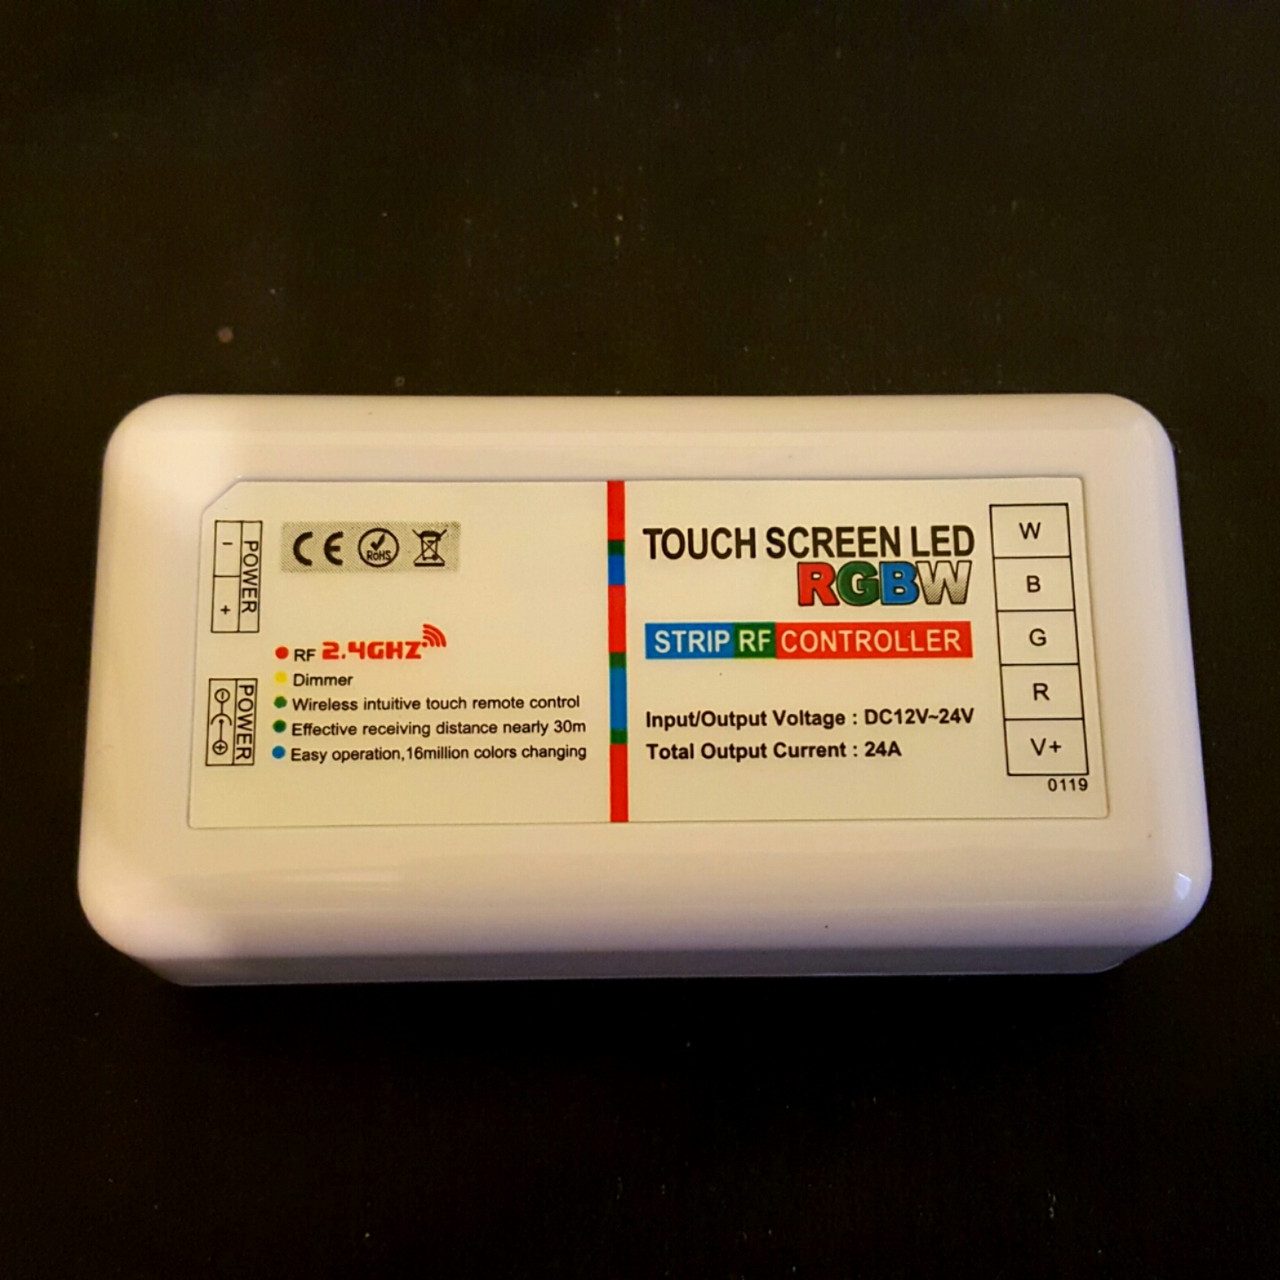 POWER
-
+
POWER
CE
RoHS
RF 2.4GHZ
Dimmer
Wireless intuitive touch remote control
Effective receiving distance nearly 30m
Easy operation,16million colors changing
TOUCH SCREEN LED
RGBW
STRIP RF CONTROLLER
Input/Output Voltage : DC12V~24V
Total Output Current : 24A
W
B
G
R
V+
0119